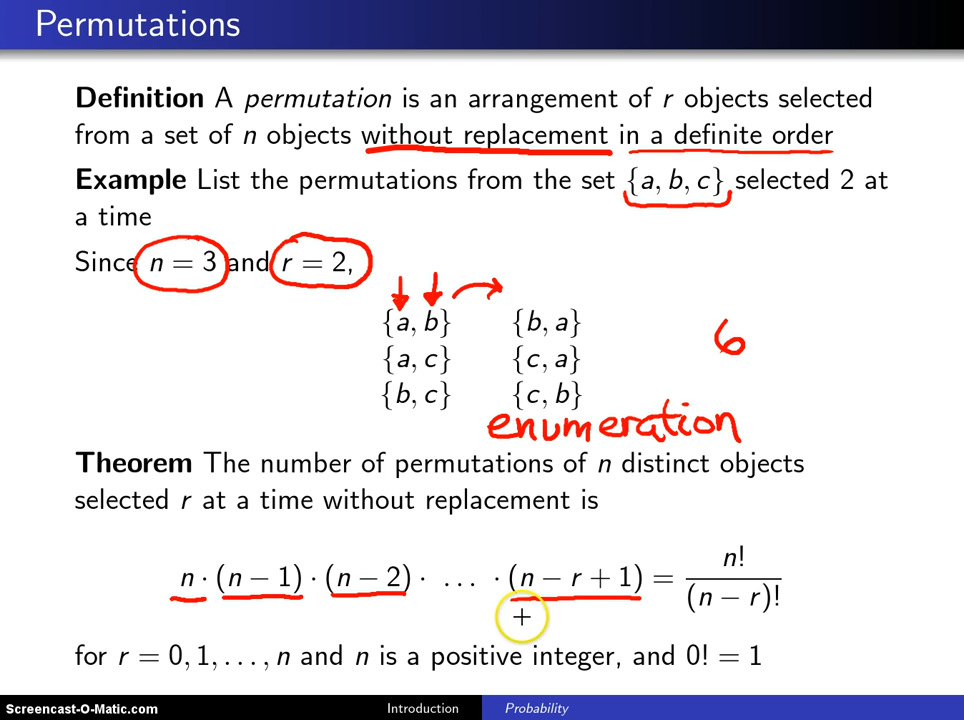 Permutations
Definition A permutation is an arrangement of r objects selected
from a set of n objects without replacement in a definite order
Example List the permutations from the set {a, b, c} selected 2 at
a time
Since n = 3 and r = 2,
{a, b} {b, a}
{a, c} {c, a}
{b, c} {c, b}
6
enumeration
Theorem The number of permutations of n distinct objects
selected r at a time without replacement is
n · (n − 1) · (n − 2) · … · (n − r + 1) = n! / (n − r)!
for r = 0, 1, . . . , n and n is a positive integer, and 0! = 1
Screencast-O-Matic.com Introduction Probability